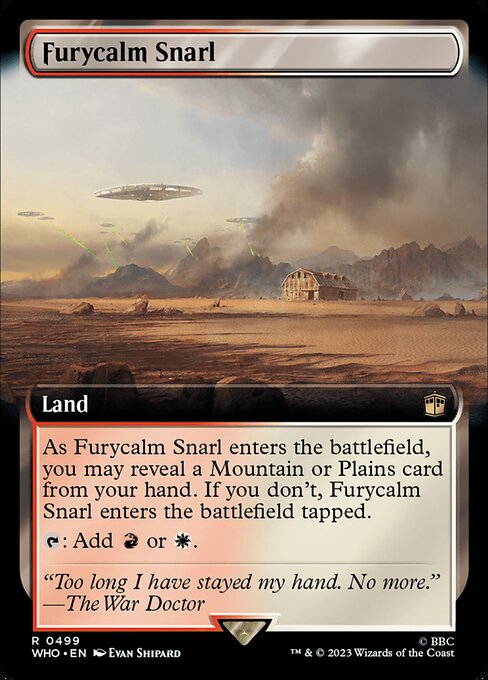 Furycalm Snarl
Land
As Furycalm Snarl enters the battlefield,
you may reveal a Mountain or Plains card
from your hand. If you don't, Furycalm
Snarl enters the battlefield tapped.
: Add or .
"Too long I have stayed my hand. No more."
—The War Doctor
R 0499
WHO • EN Evan Shipard
© BBC
™ & © 2023 Wizards of the Coast